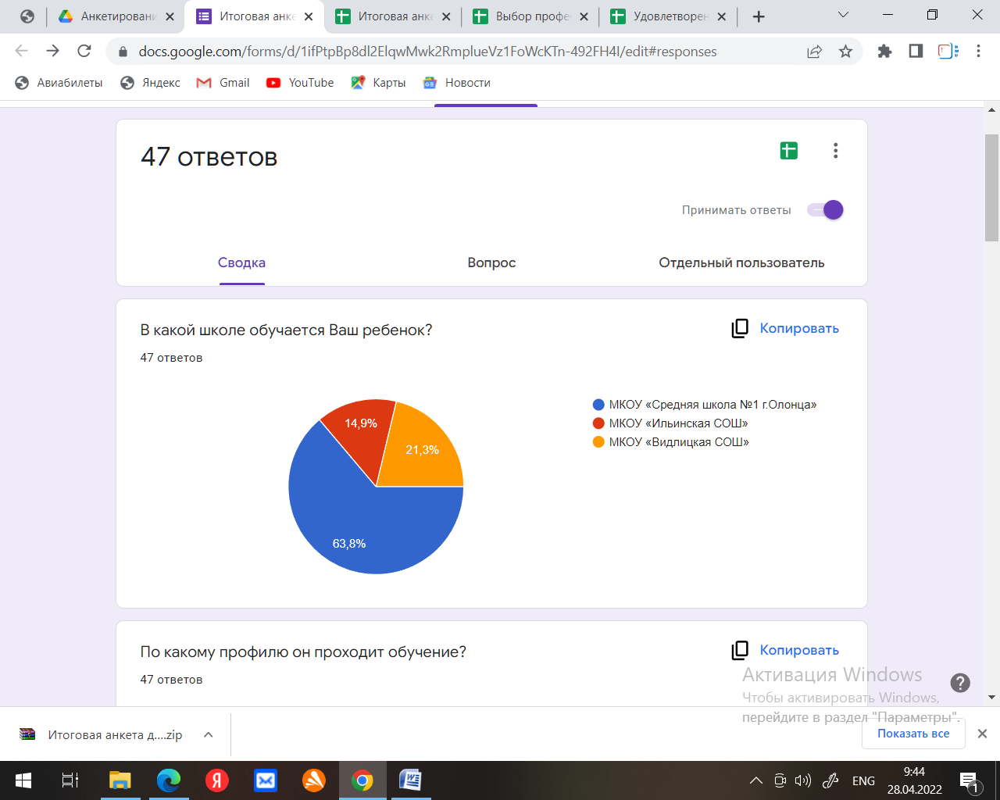 Анкетировани
Итоговая анке
Итоговая анке
Выбор профес
Удовлетворен
docs.google.com/forms/d/1ifPtpBp8dl2ElqwMwk2RmplueVz1FoWcKTn-492FH4I/edit#responses
Авиабилеты
Яндекс
Gmail
YouTube
Карты
Новости
47 ответов
Принимать ответы
Сводка
Вопрос
Отдельный пользователь
В какой школе обучается Ваш ребенок?
Копировать
47 ответов
МКОУ «Средняя школа №1 г.Олонца»
МКОУ «Ильинская СОШ»
МКОУ «Видлицкая СОШ»
14,9%
21,3%
63,8%
По какому профилю он проходит обучение?
Копировать
47 ответов
Активация Windows
Чтобы активировать Windows,
перейдите в раздел "Параметры".
Итоговая анкета д....zip
Показать все
ENG
9:44
28.04.2022
1